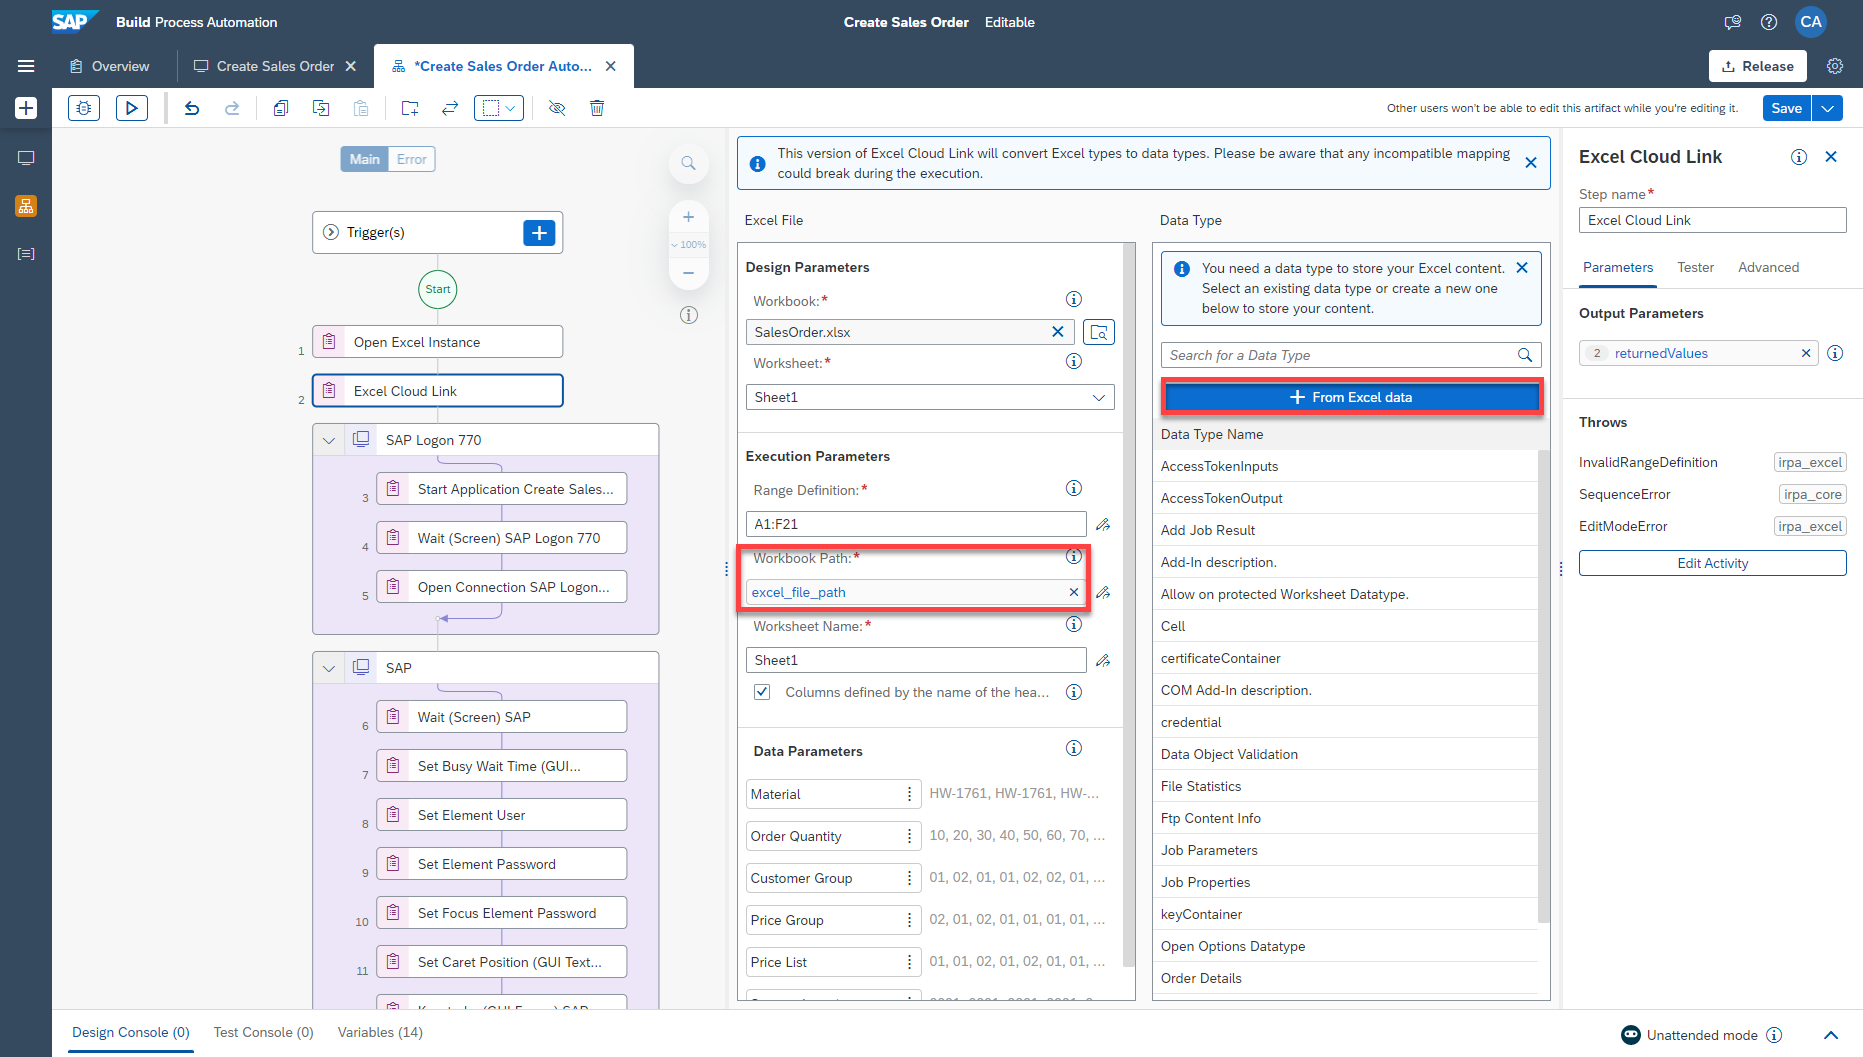 SAP Build Process Automation
Create Sales Order Editable
CA
Overview
Create Sales Order
*Create Sales Order Auto...
Release
Other users won't be able to edit this artifact while you're editing it.
Save
Main Error
Trigger(s)
Start
100%
1 Open Excel Instance
2 Excel Cloud Link
SAP Logon 770
3 Start Application Create Sales...
4 Wait (Screen) SAP Logon 770
5 Open Connection SAP Logon...
SAP
6 Wait (Screen) SAP
7 Set Busy Wait Time (GUI...
8 Set Element User
9 Set Element Password
10 Set Focus Element Password
11 Set Caret Position (GUI Text...
This version of Excel Cloud Link will convert Excel types to data types. Please be aware that any incompatible mapping
could break during the execution.
Excel File
Design Parameters
Workbook:*
SalesOrder.xlsx
Worksheet:*
Sheet1
Execution Parameters
Range Definition:*
A1:F21
Workbook Path:*
excel_file_path
Worksheet Name:*
Sheet1
Columns defined by the name of the hea...
Data Parameters
Material HW-1761, HW-1761, HW-...
Order Quantity 10, 20, 30, 40, 50, 60, 70, ...
Customer Group 01, 02, 01, 01, 02, 02, 01, ...
Price Group 02, 01, 02, 01, 01, 01, 01, ...
Price List 01, 01, 02, 01, 02, 01, 01, ...
Data Type
You need a data type to store your Excel content.
Select an existing data type or create a new one
below to store your content.
Search for a Data Type
From Excel data
Data Type Name
AccessTokenInputs
AccessTokenOutput
Add Job Result
Add-In description.
Allow on protected Worksheet Datatype.
Cell
certificateContainer
COM Add-In description.
credential
Data Object Validation
File Statistics
Ftp Content Info
Job Parameters
Job Properties
keyContainer
Open Options Datatype
Order Details
Excel Cloud Link
Step name*
Excel Cloud Link
Parameters Tester Advanced
Output Parameters
2 returnedValues
Throws
InvalidRangeDefinition irpa_excel
SequenceError irpa_core
EditModeError irpa_excel
Edit Activity
Design Console (0) Test Console (0) Variables (14)
Unattended mode